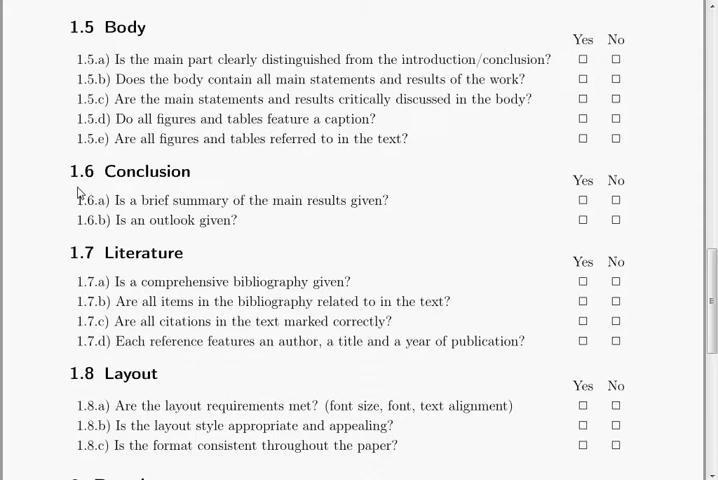 1.5 Body
Yes No
1.5.a) Is the main part clearly distinguished from the introduction/conclusion?
1.5.b) Does the body contain all main statements and results of the work?
1.5.c) Are the main statements and results critically discussed in the body?
1.5.d) Do all figures and tables feature a caption?
1.5.e) Are all figures and tables referred to in the text?
1.6 Conclusion
Yes No
1.6.a) Is a brief summary of the main results given?
1.6.b) Is an outlook given?
1.7 Literature
Yes No
1.7.a) Is a comprehensive bibliography given?
1.7.b) Are all items in the bibliography related to in the text?
1.7.c) Are all citations in the text marked correctly?
1.7.d) Each reference features an author, a title and a year of publication?
1.8 Layout
Yes No
1.8.a) Are the layout requirements met? (font size, font, text alignment)
1.8.b) Is the layout style appropriate and appealing?
1.8.c) Is the format consistent throughout the paper?